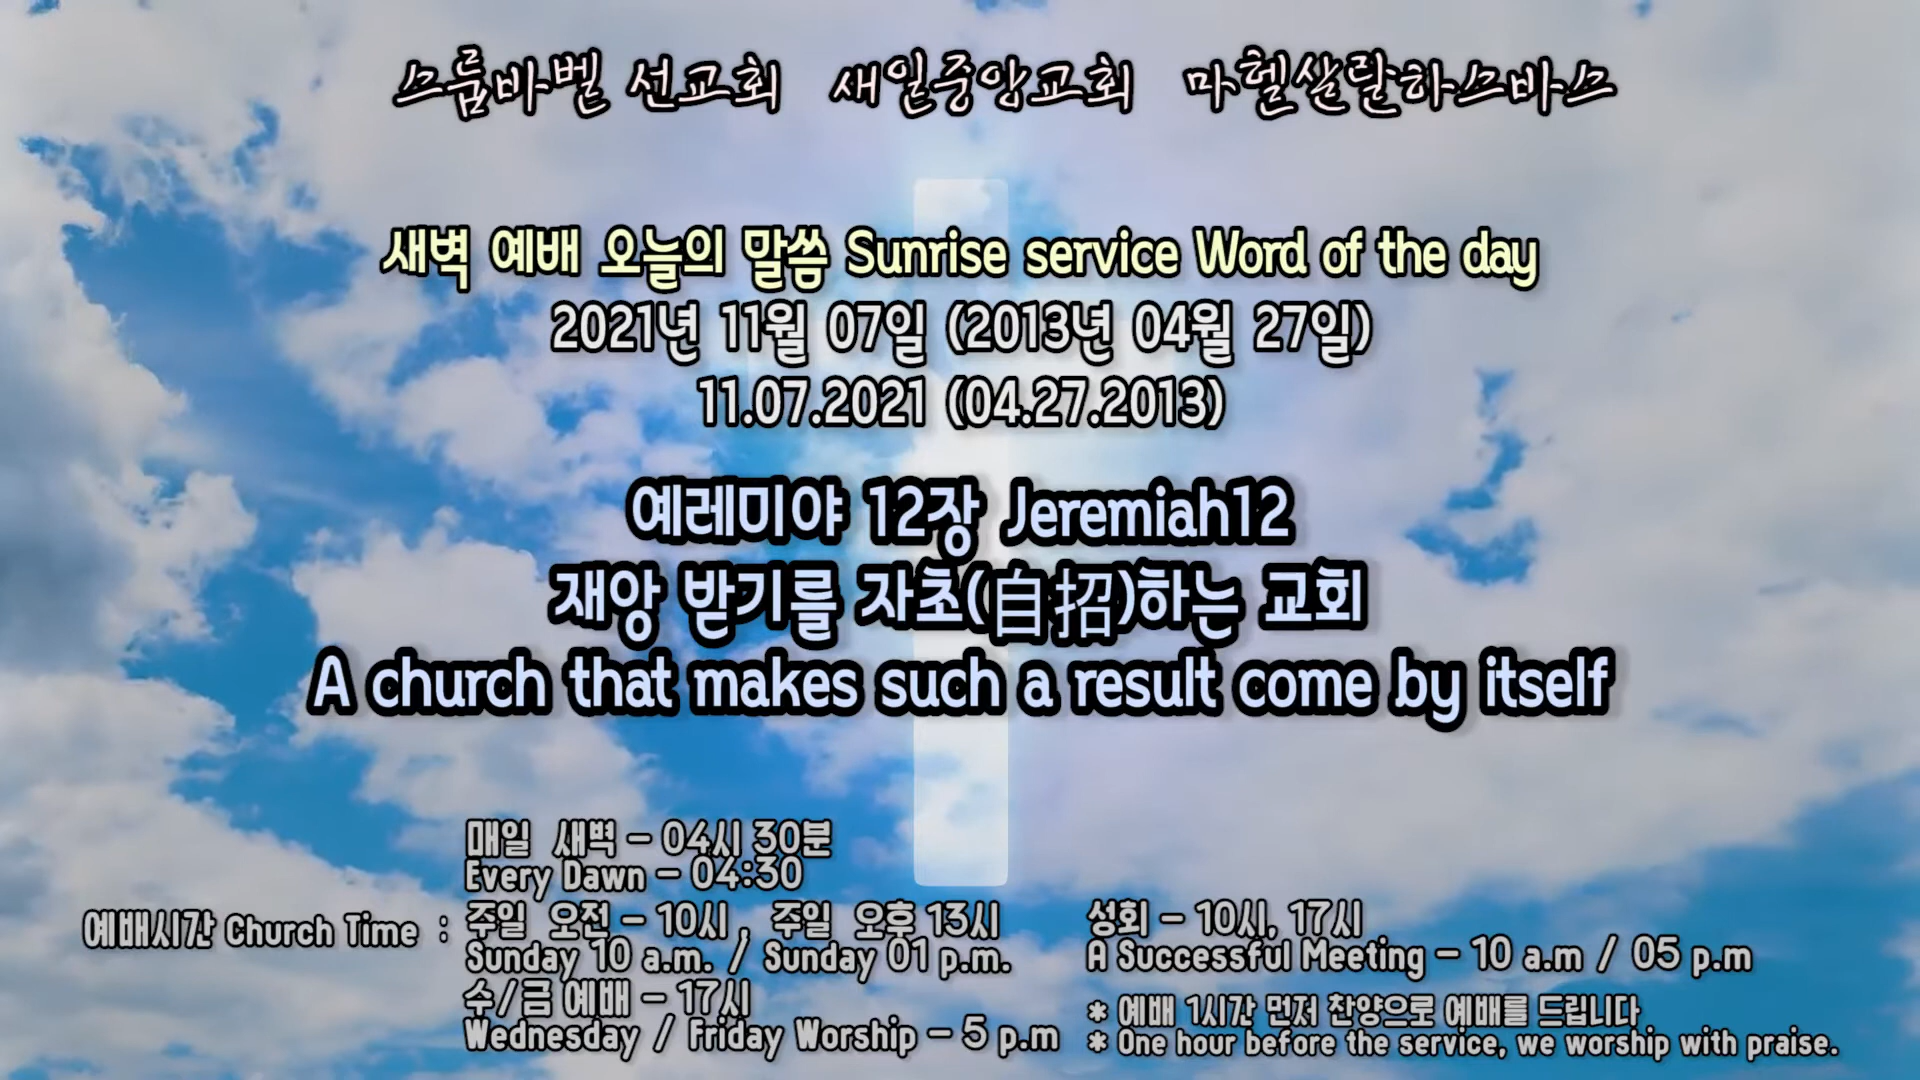 스룹바벨 선교회 새일중앙교회 마헬살랄하스바스
새벽 예배 오늘의 말씀 Sunrise service Word of the day
2021년 11월 07일 (2013년 04월 27일)
11.07.2021 (04.27.2013)
예레미야 12장 Jeremiah12
재앙 받기를 자초(自招)하는 교회
A church that makes such a result come by itself
예배시간 Church Time :
매일 새벽 - 04시 30분
Every Dawn - 04:30
주일 오전 - 10시 , 주일 오후 13시
Sunday 10 a.m. / Sunday 01 p.m.
수/금 예배 - 17시
Wednesday / Friday Worship - 5 p.m
성회 - 10시, 17시
A Successful Meeting - 10 a.m / 05 p.m
* 예배 1시간 먼저 찬양으로 예배를 드립니다
* One hour before the service, we worship with praise.